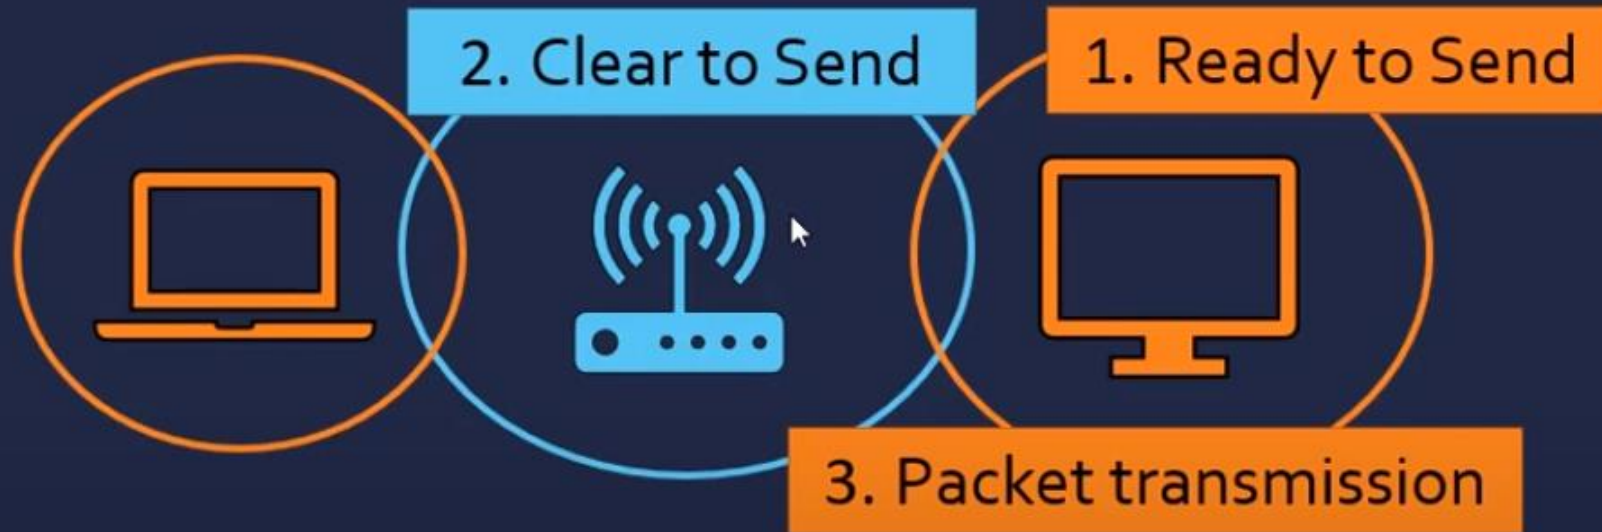 2. Clear to Send
1. Ready to Send
3. Packet transmission